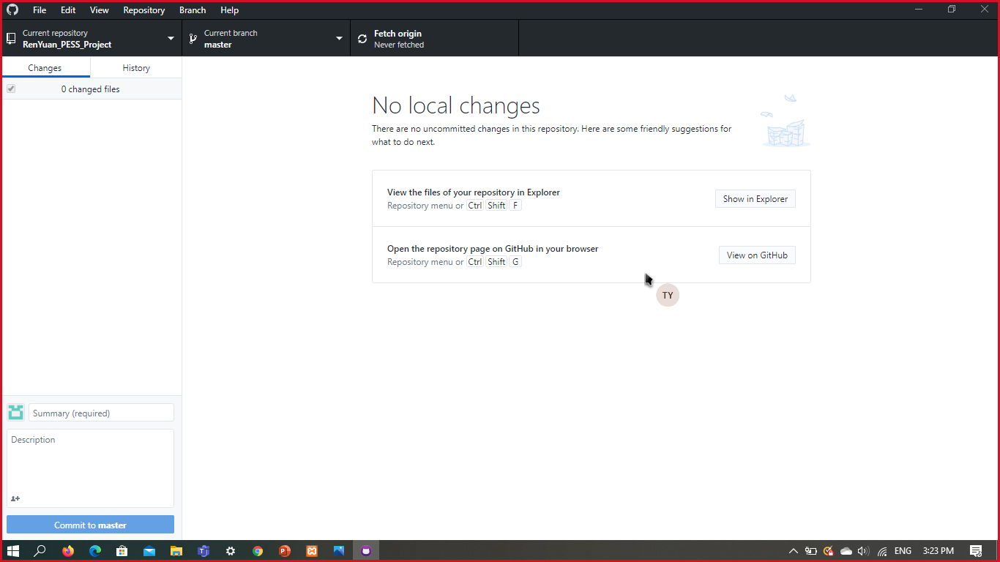 File Edit View Repository Branch Help
Current repository
RenYuan_PESS_Project
Current branch
master
Fetch origin
Never fetched
Changes History
0 changed files
No local changes
There are no uncommitted changes in this repository. Here are some friendly suggestions for
what to do next.
View the files of your repository in Explorer
Repository menu or Ctrl Shift F
Show in Explorer
Open the repository page on GitHub in your browser
Repository menu or Ctrl Shift G
View on GitHub
TY
Summary (required)
Description
Commit to master
ENG 3:23 PM